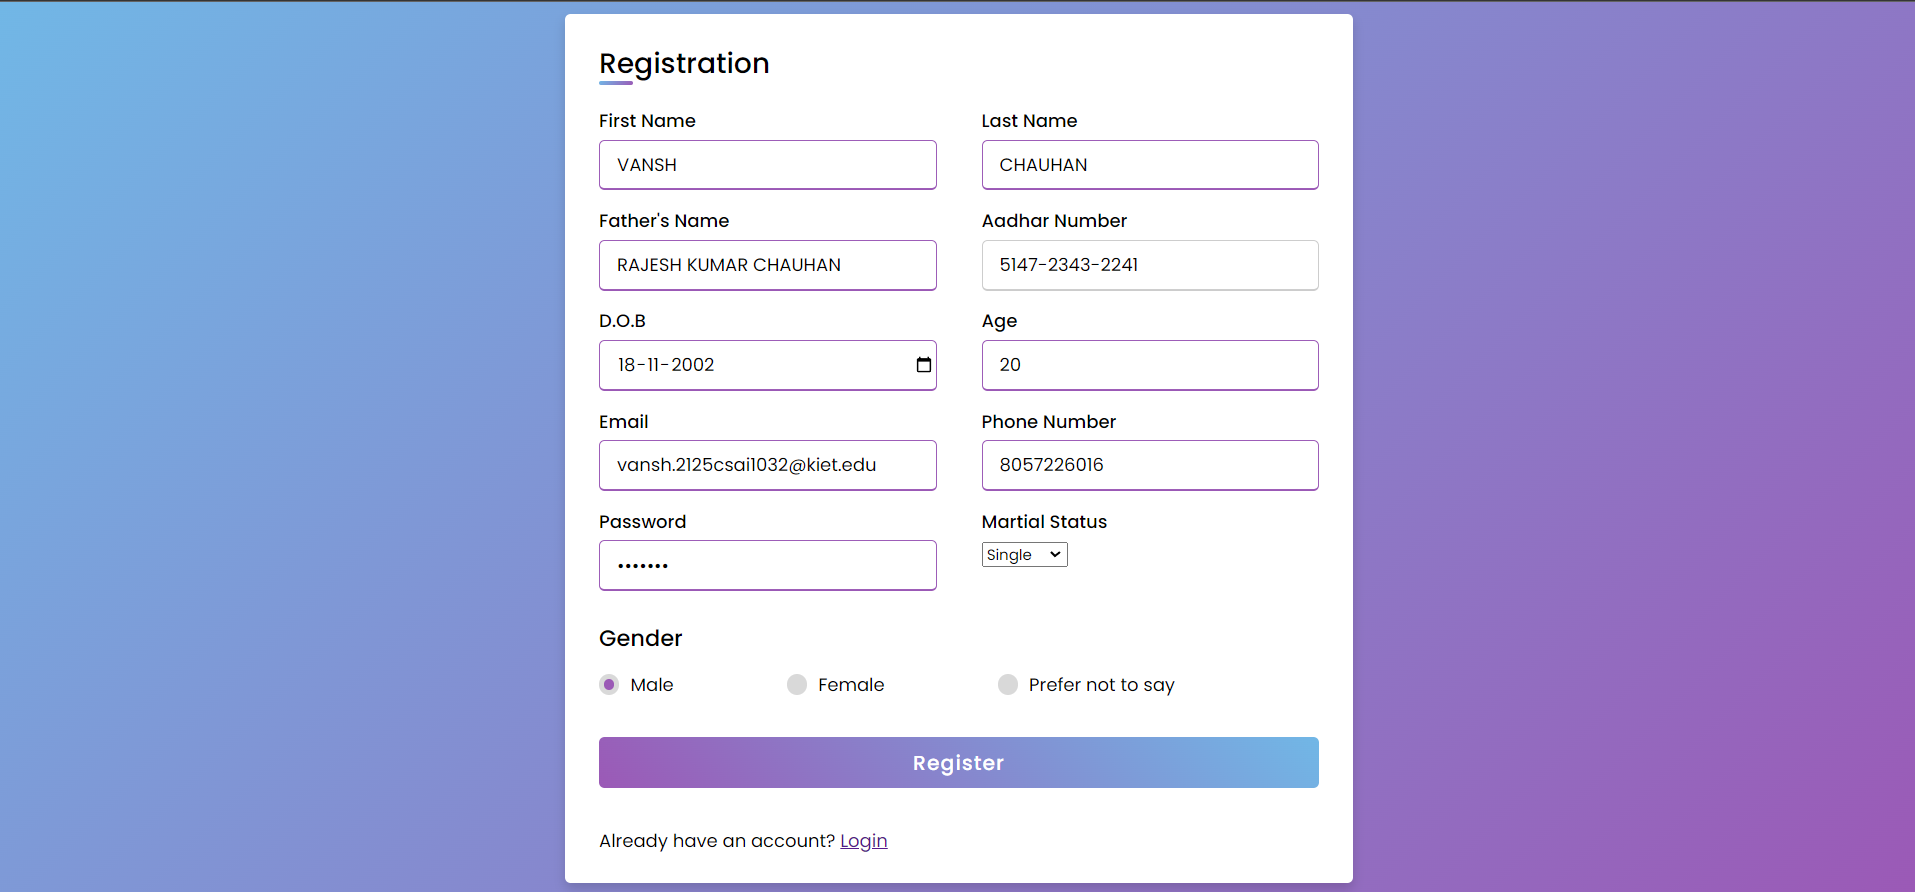 Registration
First Name
Last Name
VANSH
CHAUHAN
Father's Name
Aadhar Number
RAJESH KUMAR CHAUHAN
5147-2343-2241
D.O.B
Age
18-11-2002
20
Email
Phone Number
vansh.2125csai1032@kiet.edu
8057226016
Password
Martial Status
•••••••
Single
Gender
Male
Female
Prefer not to say
Register
Already have an account? Login